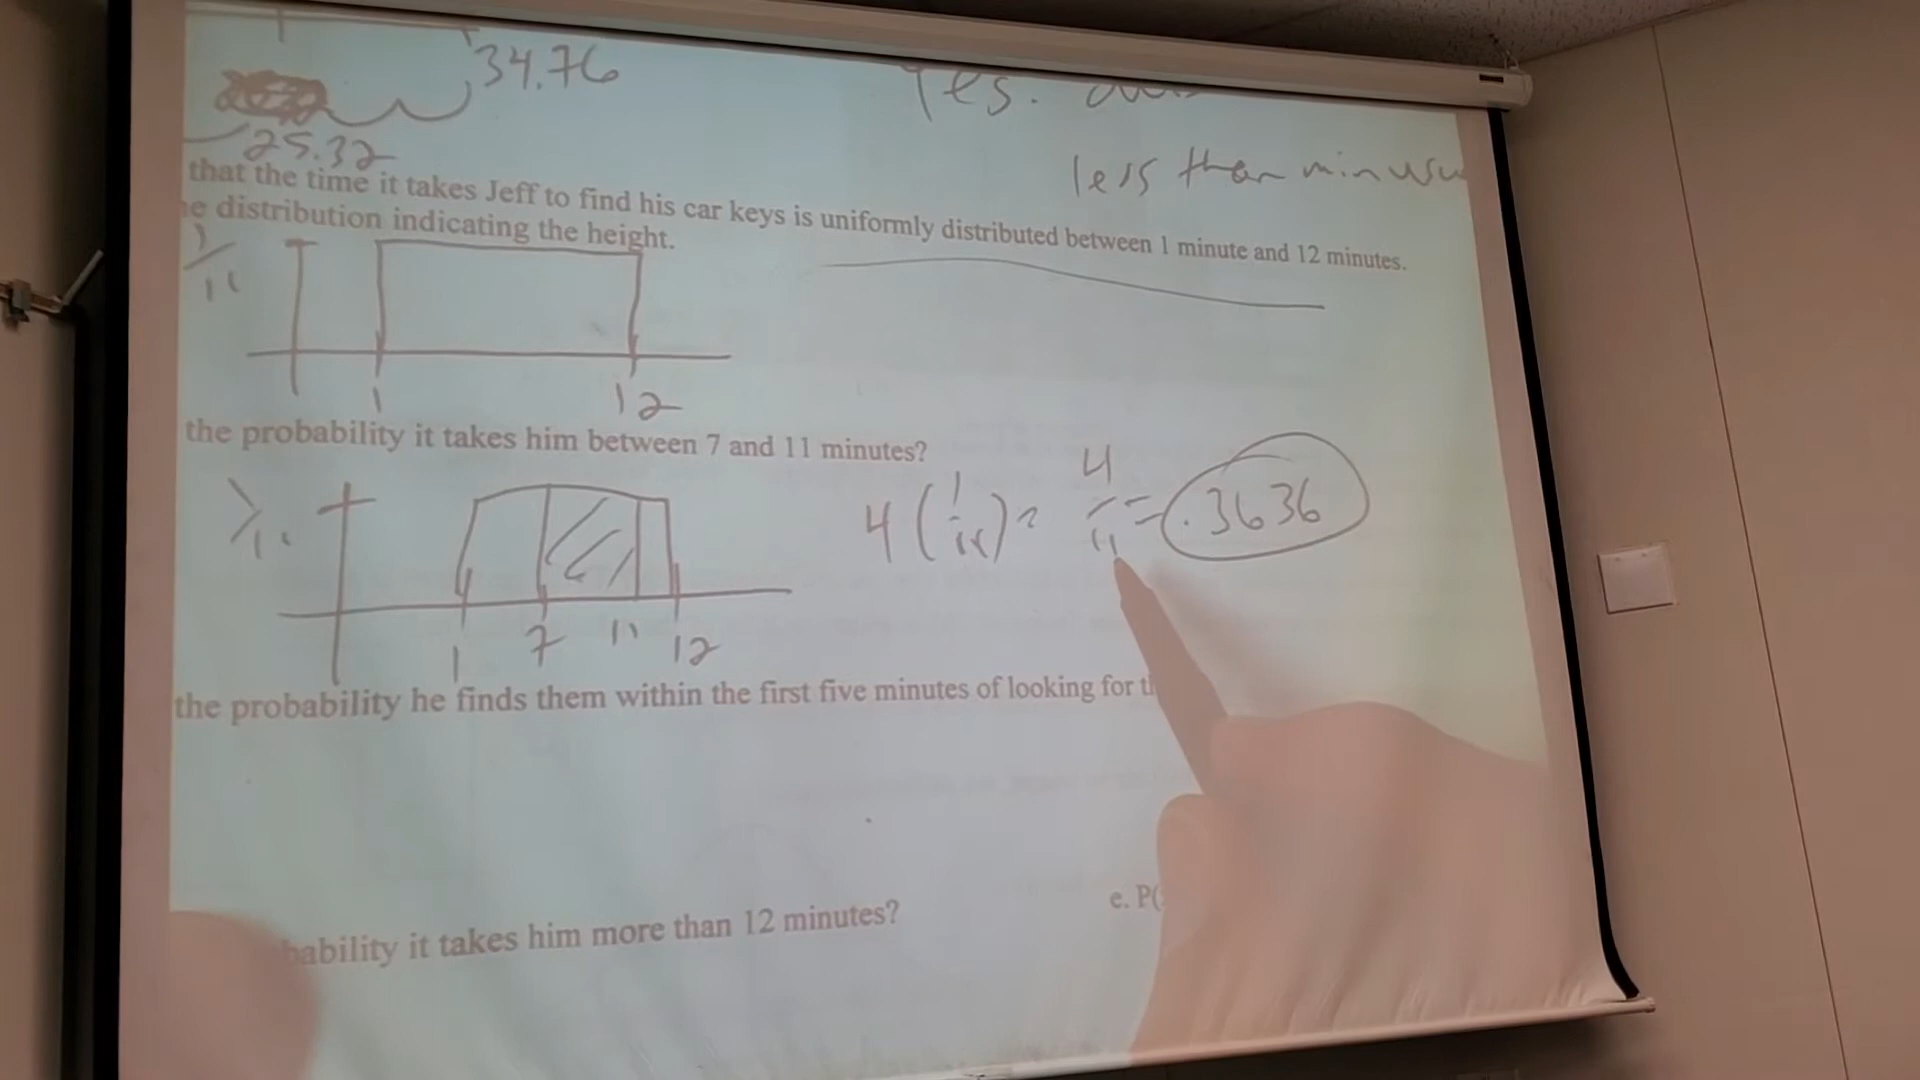 34.76
Yes.
25.32
less than minus
that the time it takes Jeff to find his car keys is uniformly distributed between 1 minute and 12 minutes.
e distribution indicating the height.
1/11
1 12
the probability it takes him between 7 and 11 minutes?
1/11
4(1/11) = 4/11 = .3636
1 7 11 12
the probability he finds them within the first five minutes of looking for t
bability it takes him more than 12 minutes?
e. P(